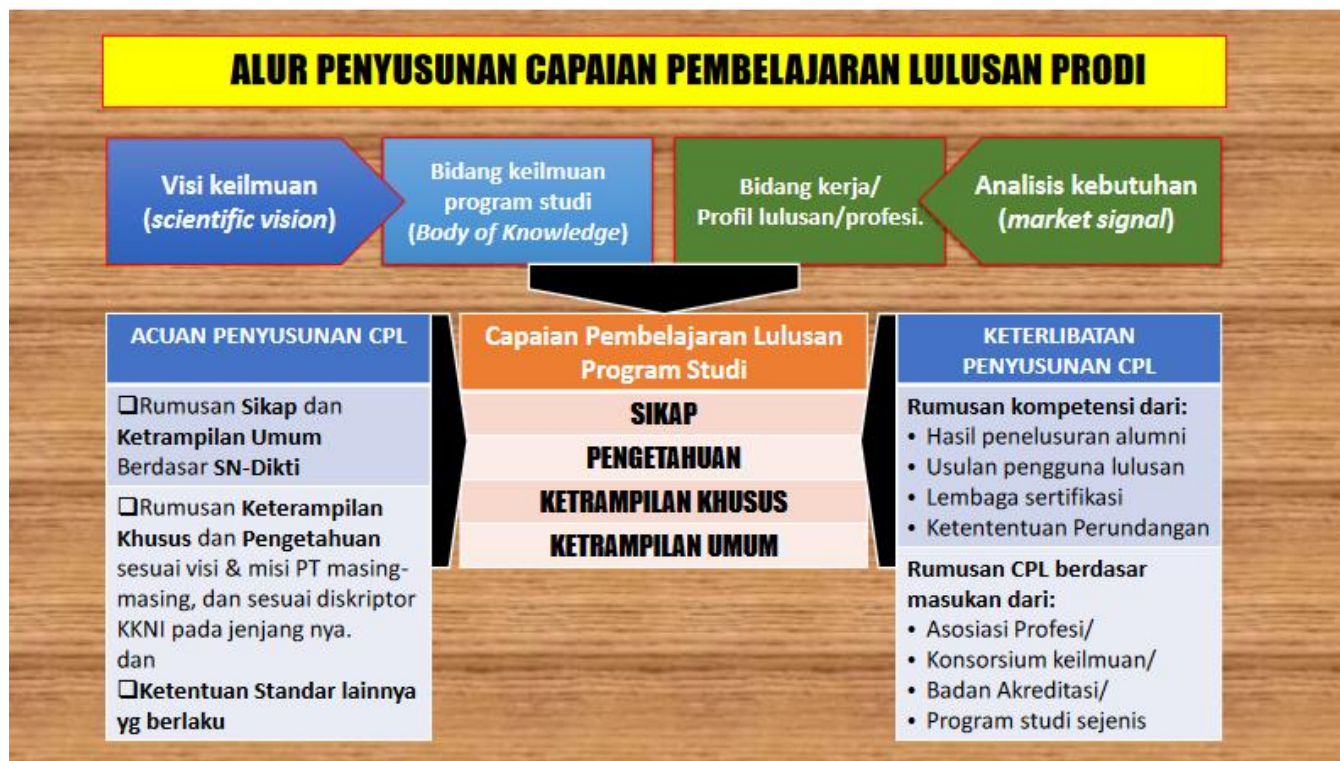 ALUR PENYUSUNAN CAPAIAN PEMBELAJARAN LULUSAN PRODI
Visi keilmuan
(scientific vision)
Bidang keilmuan
program studi
(Body of Knowledge)
Bidang kerja/
Profil lulusan/profesi.
Analisis kebutuhan
(market signal)
ACUAN PENYUSUNAN CPL
❑Rumusan Sikap dan
Ketrampilan Umum
Berdasar SN-Dikti
❑Rumusan Keterampilan
Khusus dan Pengetahuan
sesuai visi & misi PT masing-
masing, dan sesuai diskriptor
KKNI pada jenjang nya.
dan
❑Ketentuan Standar lainnya
yg berlaku
Capaian Pembelajaran Lulusan
Program Studi
SIKAP
PENGETAHUAN
KETRAMPILAN KHUSUS
KETRAMPILAN UMUM
KETERLIBATAN
PENYUSUNAN CPL
Rumusan kompetensi dari:
• Hasil penelusuran alumni
• Usulan pengguna lulusan
• Lembaga sertifikasi
• Ketententuan Perundangan
Rumusan CPL berdasar
masukan dari:
• Asosiasi Profesi/
• Konsorsium keilmuan/
• Badan Akreditasi/
• Program studi sejenis